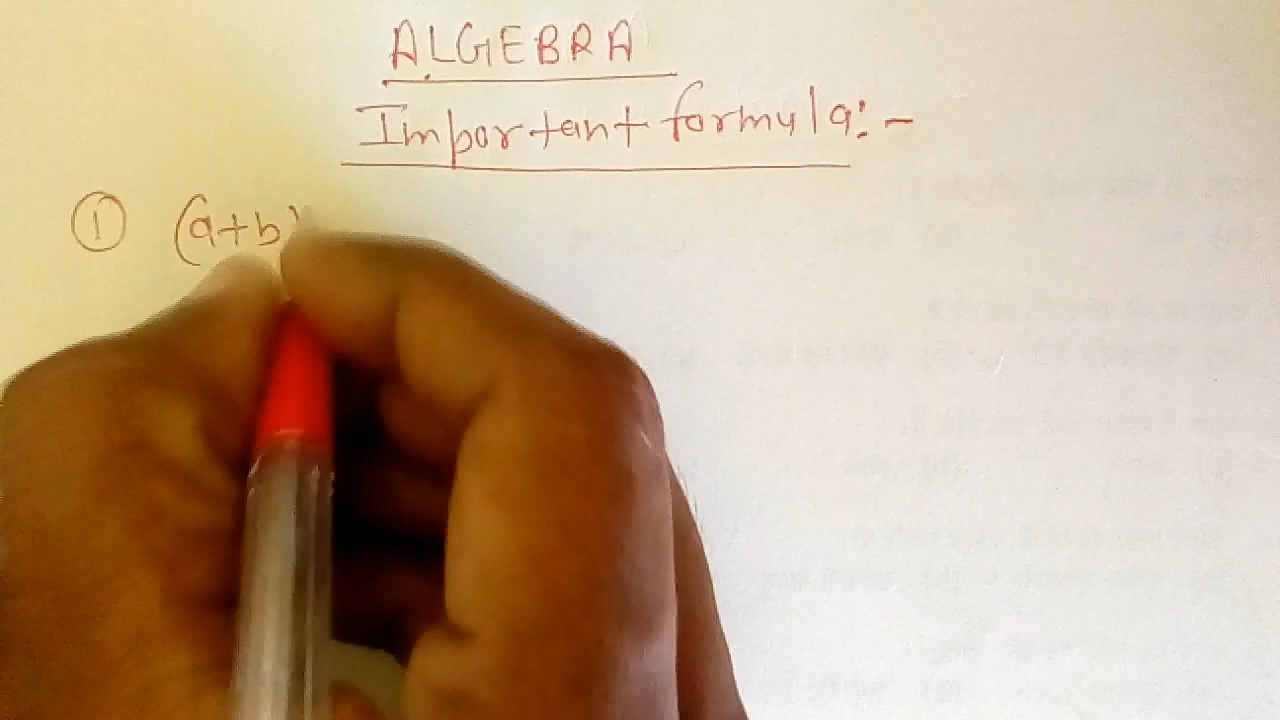 ALGEBRA
Important formula:-
① (a+b)